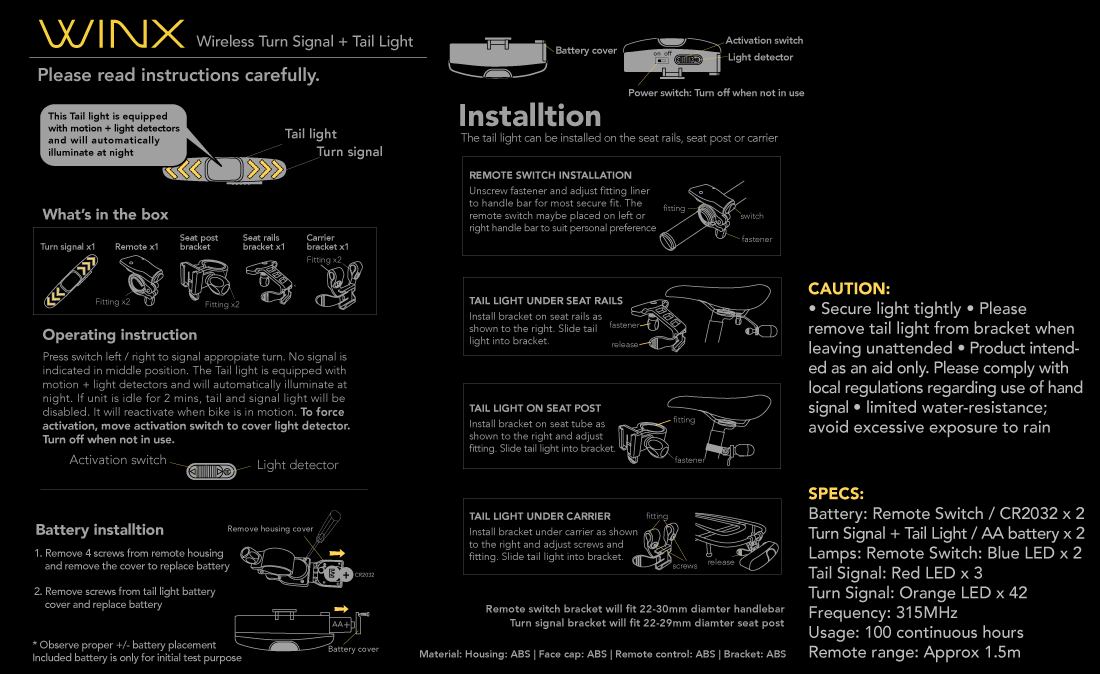 WINX Wireless Turn Signal + Tail Light
Please read instructions carefully.
This Tail light is equipped
with motion + light detectors
and will automatically
illuminate at night
Tail light
Turn signal
What's in the box
Turn signal x1
Remote x1
Fitting x2
Seat post
bracket
Fitting x2
Seat rails
bracket x1
Carrier
bracket x1
Fitting x2
Operating instruction
Press switch left / right to signal appropiate turn. No signal is
indicated in middle position. The Tail light is equipped with
motion + light detectors and will automatically illuminate at
night. If unit is idle for 2 mins, tail and signal light will be
disabled. It will reactivate when bike is in motion. To force
activation, move activation switch to cover light detector.
Turn off when not in use.
Activation switch
Light detector
Battery installtion
1. Remove 4 screws from remote housing
and remove the cover to replace battery
2. Remove screws from tail light battery
cover and replace battery
* Observe proper +/- battery placement
Included battery is only for initial test purpose
Remove housing cover
+
CR2032
AA+
Battery cover
Battery cover
on off
Activation switch
Light detector
Power switch: Turn off when not in use
Installtion
The tail light can be installed on the seat rails, seat post or carrier
REMOTE SWITCH INSTALLATION
Unscrew fastener and adjust fitting liner
to handle bar for most secure fit. The
remote switch maybe placed on left or
right handle bar to suit personal preference
fitting
switch
fastener
TAIL LIGHT UNDER SEAT RAILS
Install bracket on seat rails as
shown to the right. Slide tail
light into bracket.
fastener
release
TAIL LIGHT ON SEAT POST
Install bracket on seat tube as
shown to the right and adjust
fitting. Slide tail light into bracket.
fitting
fastener
TAIL LIGHT UNDER CARRIER
Install bracket under carrier as shown
to the right and adjust screws and
fitting. Slide tail light into bracket.
fitting
screws
release
Remote switch bracket will fit 22-30mm diamter handlebar
Turn signal bracket will fit 22-29mm diamter seat post
Material: Housing: ABS | Face cap: ABS | Remote control: ABS | Bracket: ABS
CAUTION:
• Secure light tightly • Please
remove tail light from bracket when
leaving unattended • Product intend-
ed as an aid only. Please comply with
local regulations regarding use of hand
signal • limited water-resistance;
avoid excessive exposure to rain
SPECS:
Battery: Remote Switch / CR2032 x 2
Turn Signal + Tail Light / AA battery x 2
Lamps: Remote Switch: Blue LED x 2
Tail Signal: Red LED x 3
Turn Signal: Orange LED x 42
Frequency: 315MHz
Usage: 100 continuous hours
Remote range: Approx 1.5m